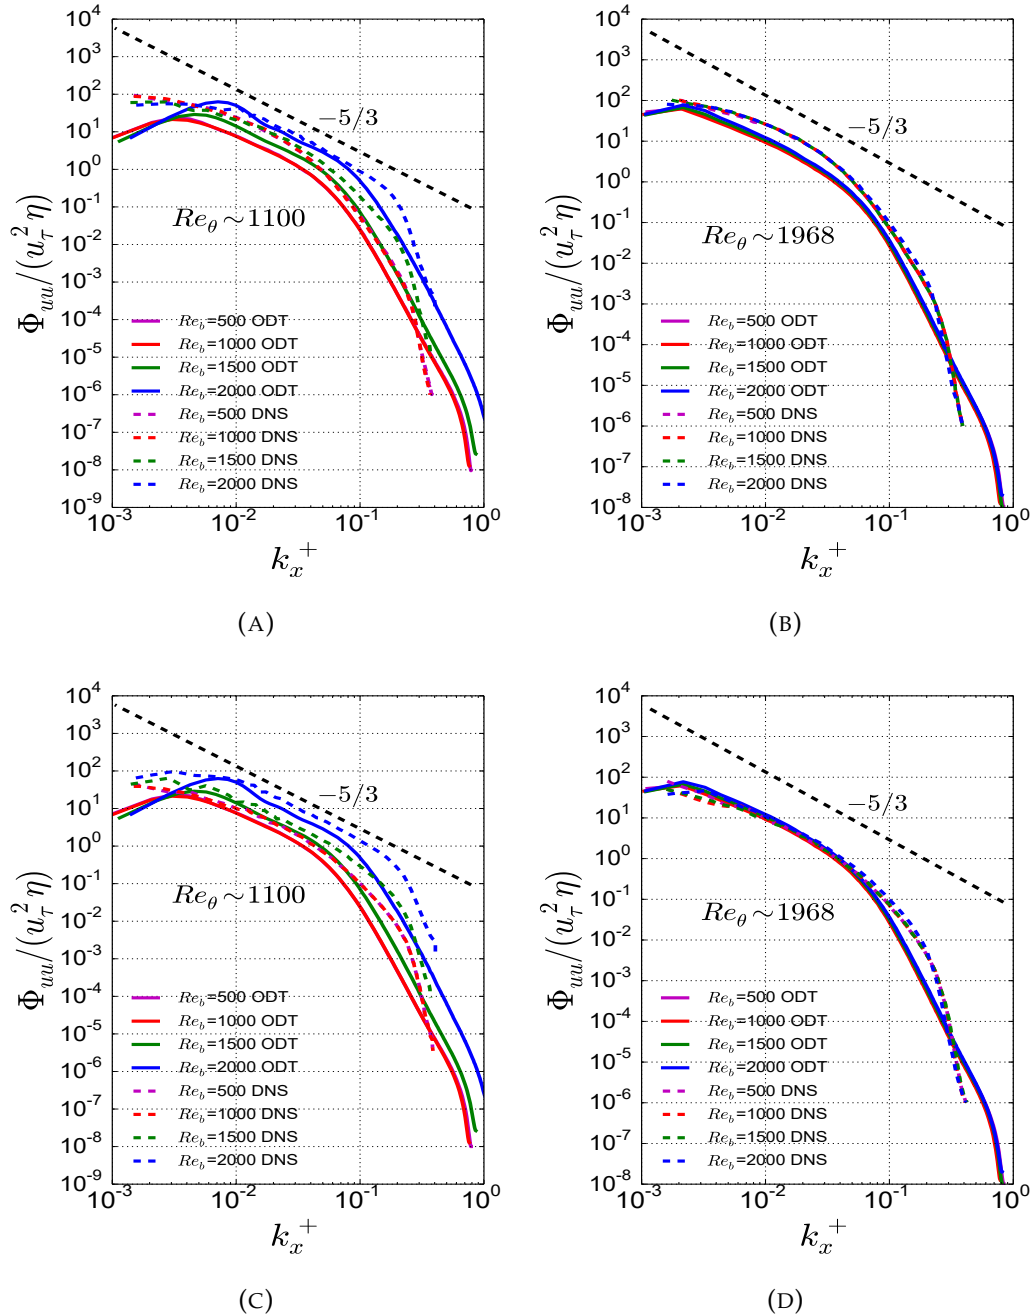 10^4
10^3
10^2
10^1
10^0
10^-1
10^-2
10^-3
10^-4
10^-5
10^-6
10^-7
10^-8
10^-9
Φ_uu/(u_τ^2 η)
−5/3
Re_θ ∼ 1100
Re_b=500 ODT
Re_b=1000 ODT
Re_b=1500 ODT
Re_b=2000 ODT
Re_b=500 DNS
Re_b=1000 DNS
Re_b=1500 DNS
Re_b=2000 DNS
10^-3 10^-2 10^-1 10^0
k_x^+
(A)
10^4
10^3
10^2
10^1
10^0
10^-1
10^-2
10^-3
10^-4
10^-5
10^-6
10^-7
10^-8
Φ_uu/(u_τ^2 η)
−5/3
Re_θ ∼ 1968
Re_b=500 ODT
Re_b=1000 ODT
Re_b=1500 ODT
Re_b=2000 ODT
Re_b=500 DNS
Re_b=1000 DNS
Re_b=1500 DNS
Re_b=2000 DNS
10^-3 10^-2 10^-1 10^0
k_x^+
(B)
10^4
10^3
10^2
10^1
10^0
10^-1
10^-2
10^-3
10^-4
10^-5
10^-6
10^-7
10^-8
10^-9
Φ_uu/(u_τ^2 η)
−5/3
Re_θ ∼ 1100
Re_b=500 ODT
Re_b=1000 ODT
Re_b=1500 ODT
Re_b=2000 ODT
Re_b=500 DNS
Re_b=1000 DNS
Re_b=1500 DNS
Re_b=2000 DNS
10^-3 10^-2 10^-1 10^0
k_x^+
(C)
10^4
10^3
10^2
10^1
10^0
10^-1
10^-2
10^-3
10^-4
10^-5
10^-6
10^-7
10^-8
Φ_uu/(u_τ^2 η)
−5/3
Re_θ ∼ 1968
Re_b=500 ODT
Re_b=1000 ODT
Re_b=1500 ODT
Re_b=2000 ODT
Re_b=500 DNS
Re_b=1000 DNS
Re_b=1500 DNS
Re_b=2000 DNS
10^-3 10^-2 10^-1 10^0
k_x^+
(D)